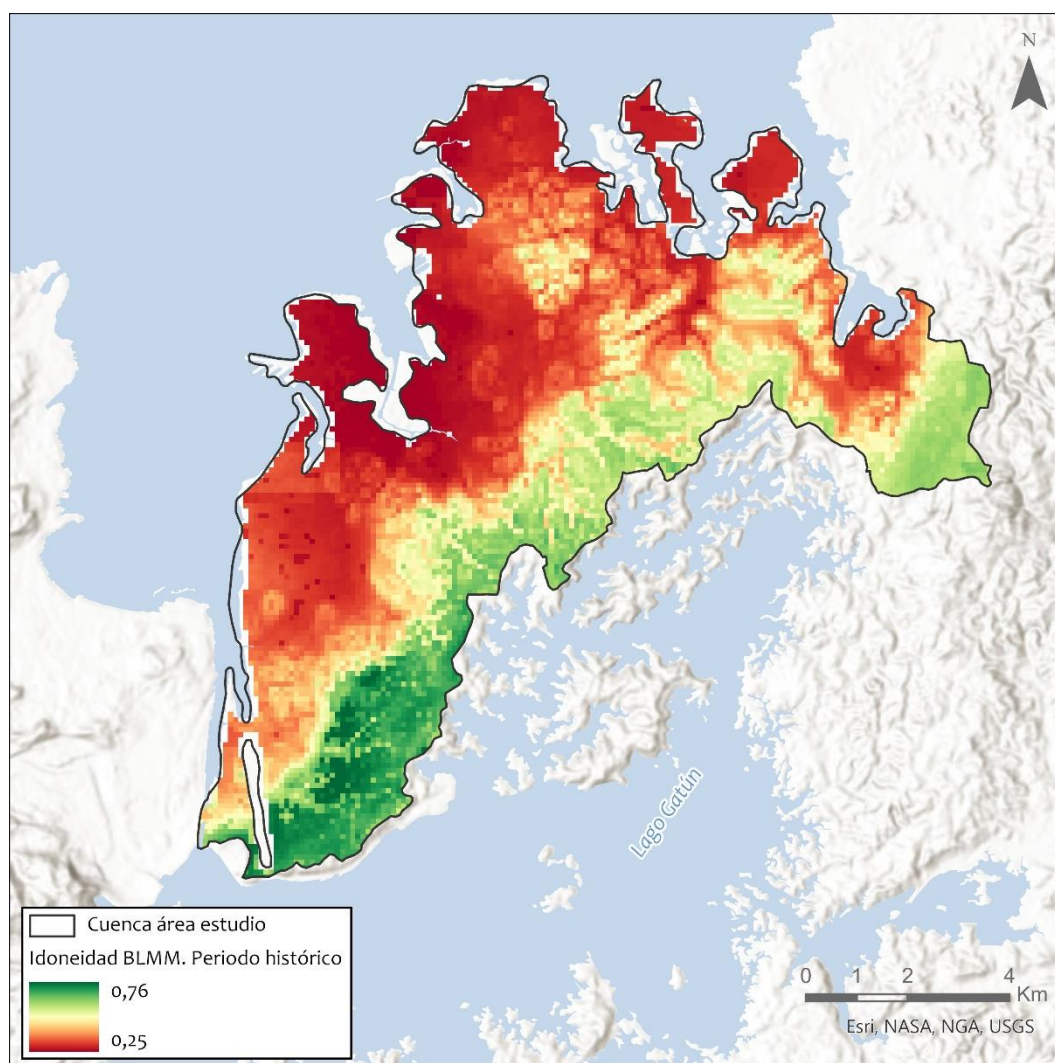 N
Lago Gatún
Cuenca área estudio
Idoneidad BLMM. Periodo histórico
0,76
0,25
0 1 2 4
Km
Esri, NASA, NGA, USGS